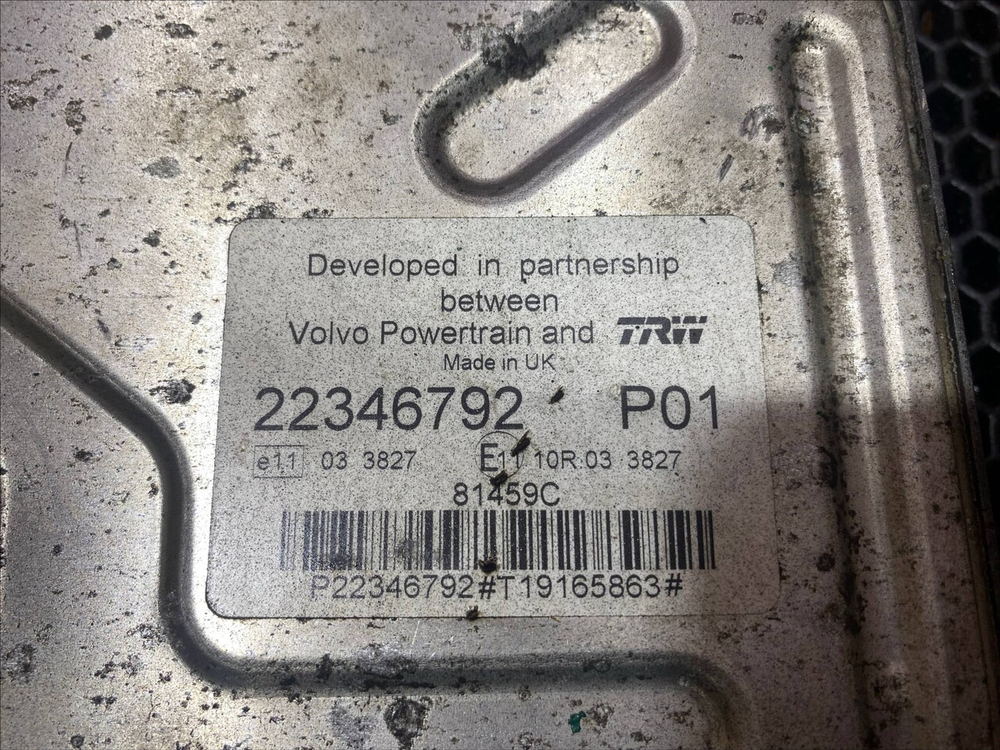 Developed in partnership
between
Volvo Powertrain and TRW
Made in UK
22346792 P01
e11 03 3827 E11 10R:03 3827
81459C
P22346792#T19165863#